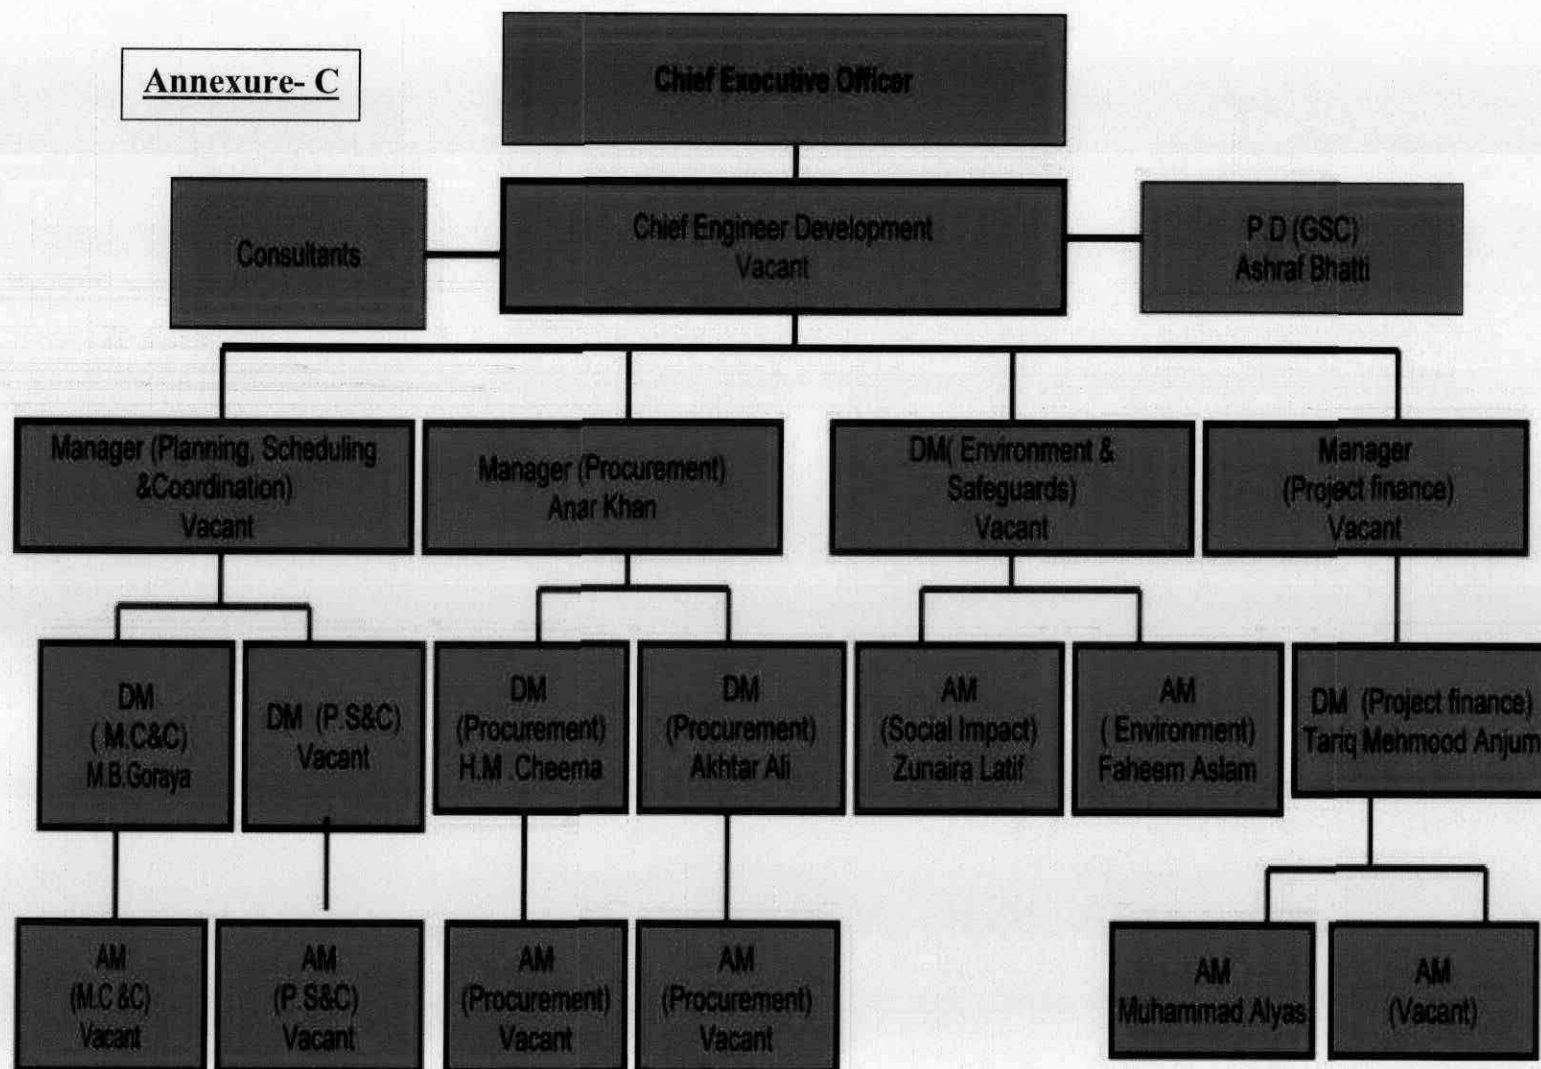 Annexure- C
Chief Executive Officer
Consultants
Chief Engineer Development
Vacant
P.D (GSC)
Ashraf Bhatti
Manager (Planning, Scheduling
&Coordination)
Vacant
Manager (Procurement)
Anar Khan
DM( Environment &
Safeguards)
Vacant
Manager
(Project finance)
Vacant
DM
( M.C&C)
M.B.Goraya
DM (P.S&C)
Vacant
DM
(Procurement)
H.M .Cheema
DM
(Procurement)
Akhtar Ali
AM
(Social Impact)
Zunaira Latif
AM
( Environment)
Faheem Aslam
DM (Project finance)
Tariq Mehmood Anjum
AM
(M.C &C)
Vacant
AM
(P.S&C)
Vacant
AM
(Procurement)
Vacant
AM
(Procurement)
Vacant
AM
Muhammad Alyas
AM
(Vacant)